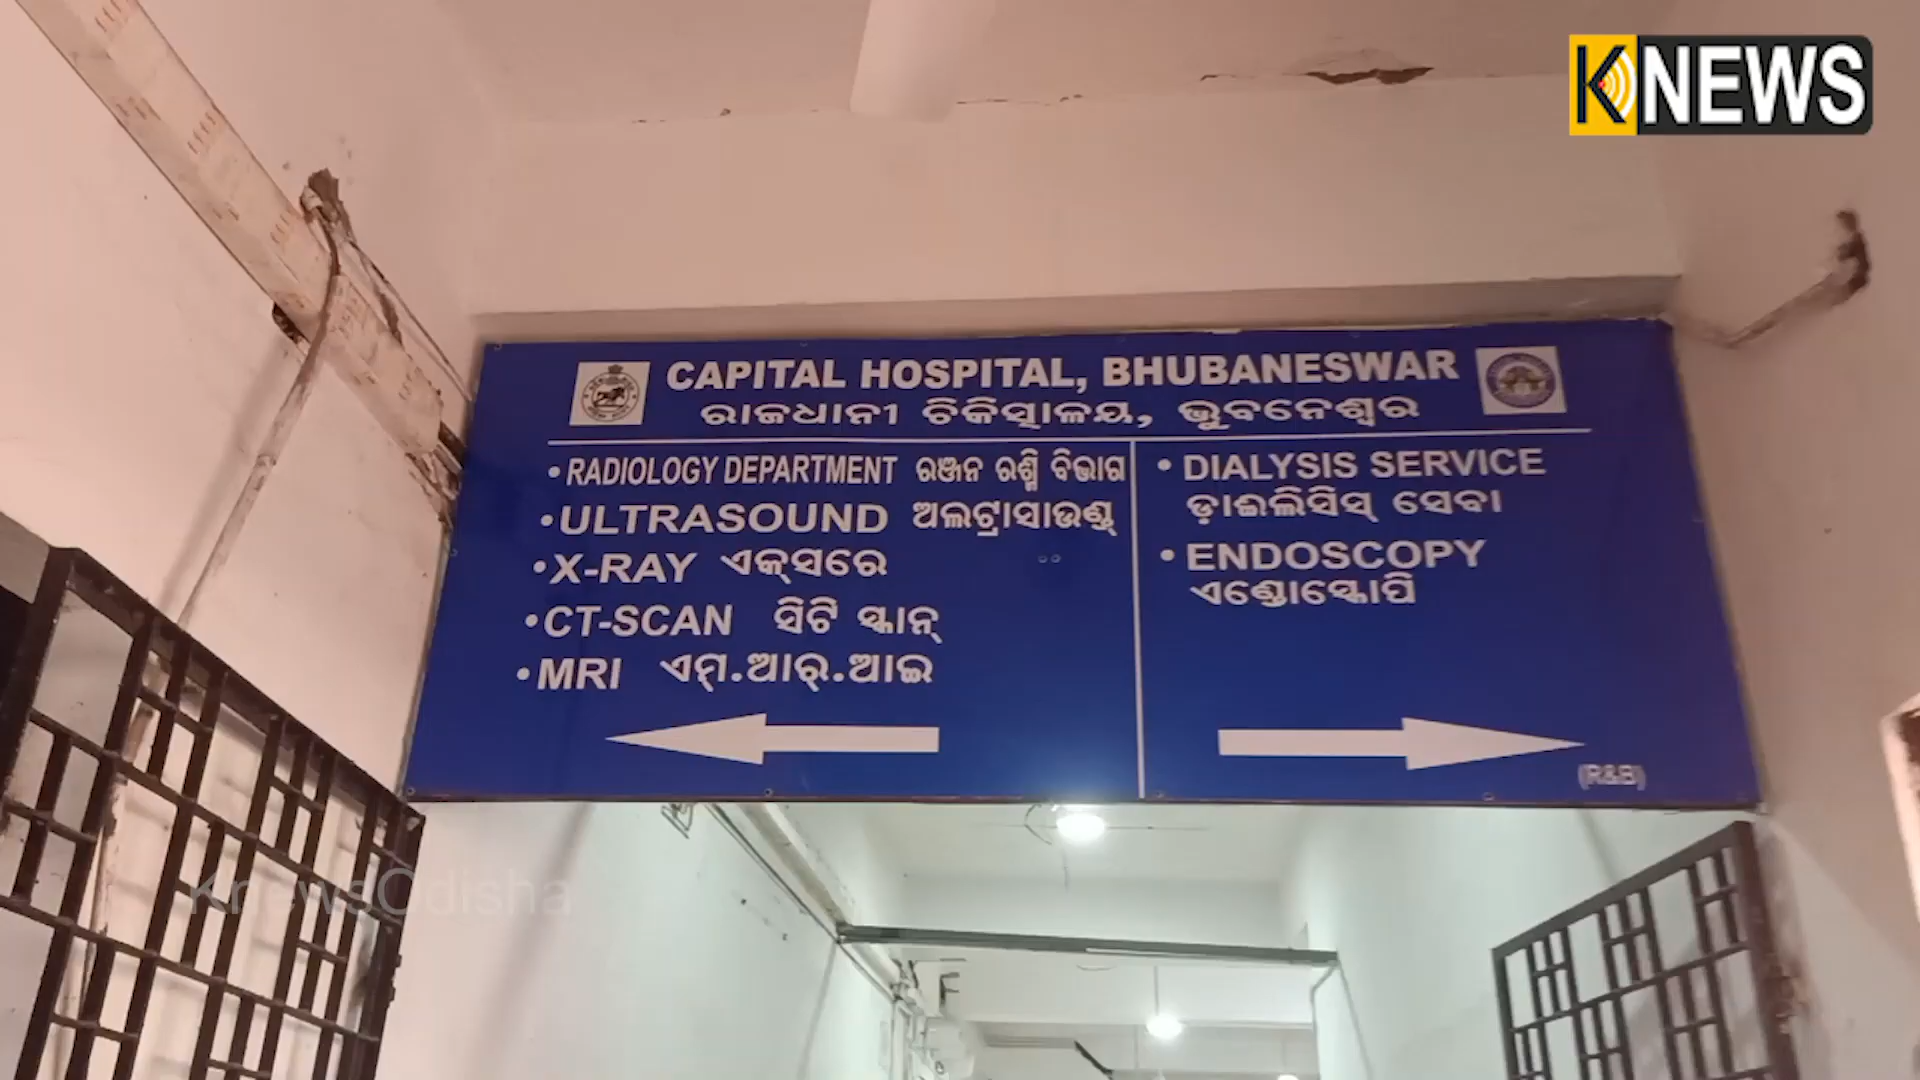 KNEWS
CAPITAL HOSPITAL, BHUBANESWAR
ରାଜଧାନୀ ଚିକିତ୍ସାଳୟ, ଭୁବନେଶ୍ୱର
• RADIOLOGY DEPARTMENT ରଞ୍ଜନ ରଶ୍ମି ବିଭାଗ
• ULTRASOUND ଅଲଟ୍ରାସାଉଣ୍ଡ
• X-RAY ଏକ୍ସରେ
• CT-SCAN ସିଟି ସ୍କାନ୍
• MRI ଏମ୍.ଆର୍.ଆଇ
• DIALYSIS SERVICE
ଡ଼ାଇଲିସିସ୍ ସେବା
• ENDOSCOPY
ଏଣ୍ଡୋସ୍କୋପି
(R&B)
KnewsOdisha